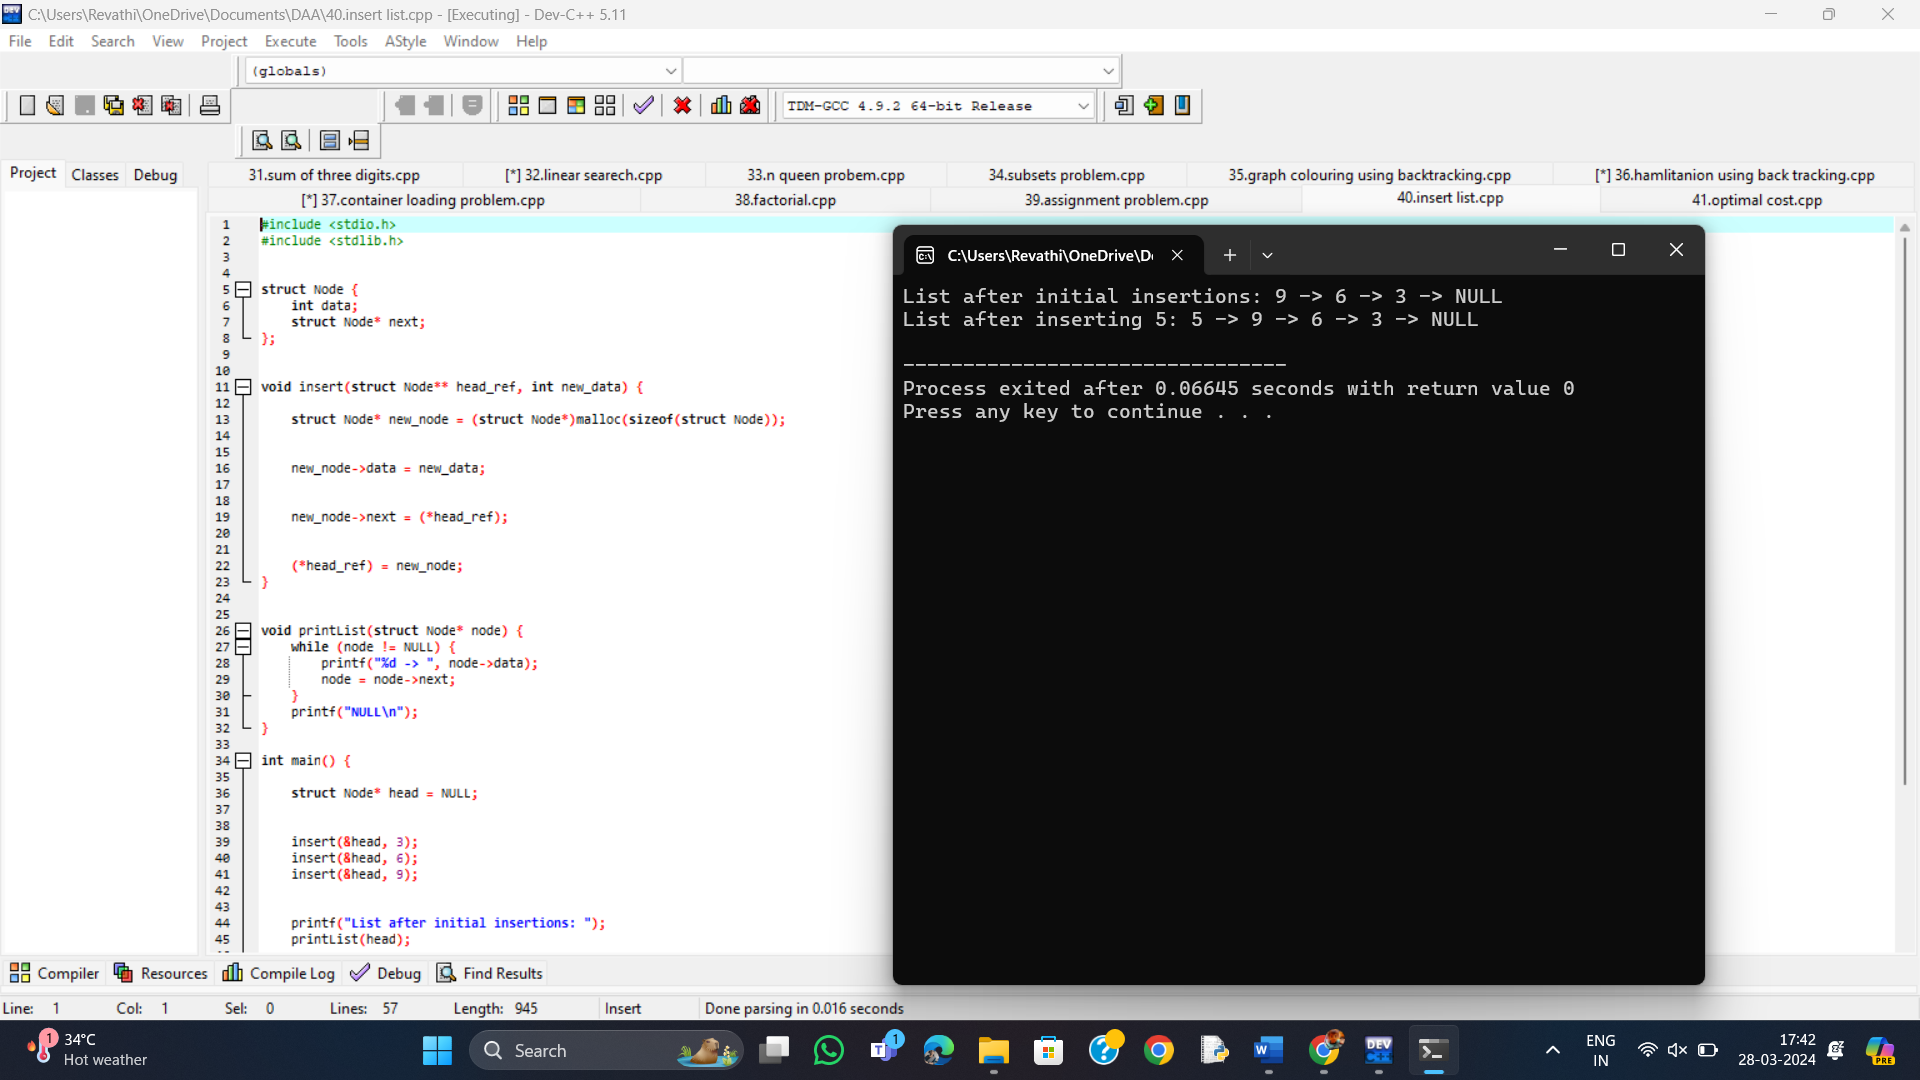 C:\Users\Revathi\OneDrive\Documents\DAA\40.insert list.cpp - [Executing] - Dev-C++ 5.11
File Edit Search View Project Execute Tools AStyle Window Help
(globals)
TDM-GCC 4.9.2 64-bit Release
Project Classes Debug
31.sum of three digits.cpp [*] 32.linear searech.cpp 33.n queen probem.cpp 34.subsets problem.cpp 35.graph colouring using backtracking.cpp [*] 36.hamlitanion using back tracking.cpp
[*] 37.container loading problem.cpp 38.factorial.cpp 39.assignment problem.cpp 40.insert list.cpp 41.optimal cost.cpp
1 #include <stdio.h>
2 #include <stdlib.h>
3
4
5 struct Node {
6 int data;
7 struct Node* next;
8 };
9
10
11 void insert(struct Node** head_ref, int new_data) {
12
13 struct Node* new_node = (struct Node*)malloc(sizeof(struct Node));
14
15
16 new_node->data = new_data;
17
18
19 new_node->next = (*head_ref);
20
21
22 (*head_ref) = new_node;
23 }
24
25
26 void printList(struct Node* node) {
27 while (node != NULL) {
28 printf("%d -> ", node->data);
29 node = node->next;
30 }
31 printf("NULL\n");
32 }
33
34 int main() {
35
36 struct Node* head = NULL;
37
38
39 insert(&head, 3);
40 insert(&head, 6);
41 insert(&head, 9);
42
43
44 printf("List after initial insertions: ");
45 printList(head);
C:\Users\Revathi\OneDrive\D
List after initial insertions: 9 -> 6 -> 3 -> NULL
List after inserting 5: 5 -> 9 -> 6 -> 3 -> NULL
--------------------------------
Process exited after 0.06645 seconds with return value 0
Press any key to continue . . .
Compiler Resources Compile Log Debug Find Results
Line: 1 Col: 1 Sel: 0 Lines: 57 Length: 945 Insert Done parsing in 0.016 seconds
1 34°C
Hot weather
Search
1
ENG
IN
17:42
28-03-2024
PRE